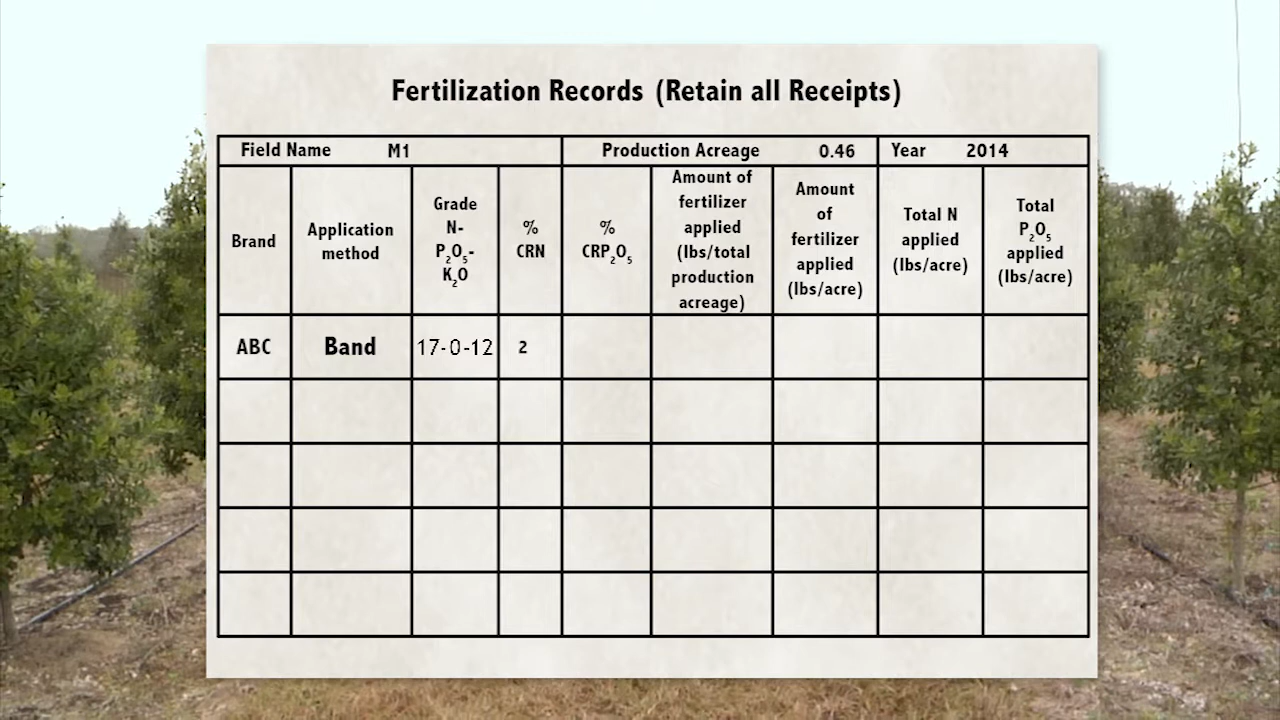 Fertilization Records (Retain all Receipts)
Field Name M1 Production Acreage 0.46 Year 2014
Brand
Application
method
Grade
N-
P₂O₅-
K₂O
%
CRN
%
CRP₂O₅
Amount of
fertilizer
applied
(lbs/total
production
acreage)
Amount
of
fertilizer
applied
(lbs/acre)
Total N
applied
(lbs/acre)
Total
P₂O₅
applied
(lbs/acre)
ABC Band 17-0-12 2